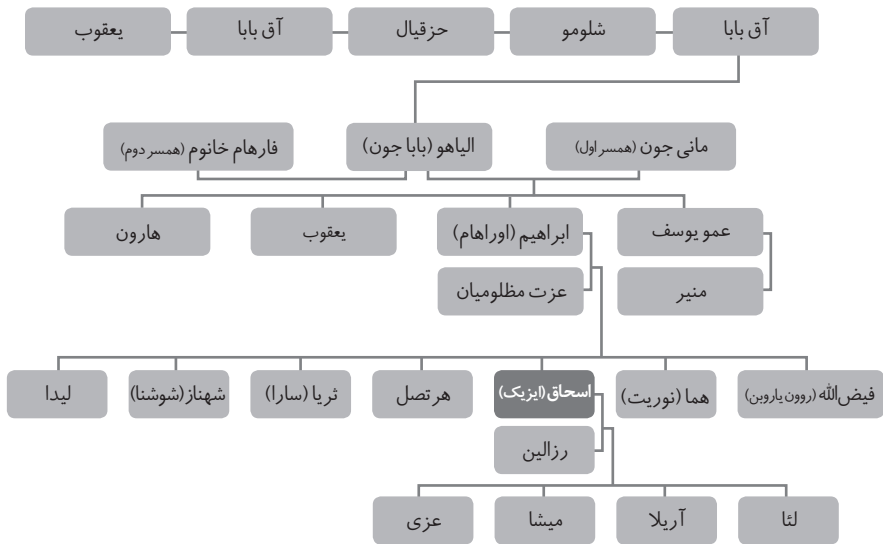 آق بابا
شلومو
حزقیال
آق بابا
یعقوب
مانی جون (همسر اول)
الیاهو (بابا جون)
فارهام خانوم (همسر دوم)
عمو یوسف
ابراهیم (اوراهام)
یعقوب
هارون
منیر
عزت مظلومیان
فیض‌الله (روون یاروبن)
هما (نوریت)
اسحاق (ایزیک)
هرتصل
ثریا (سارا)
شهناز (شوشنا)
لیدا
رزالین
لئا
آریلا
میشا
عزی